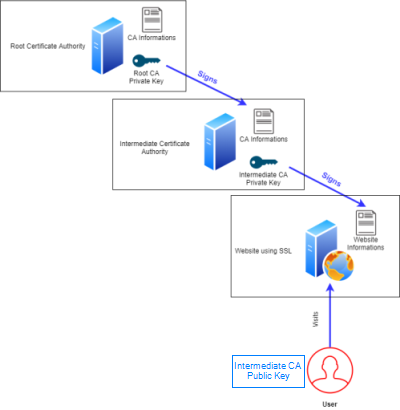 CA Informations
Root Certificate Authority
Root CA
Private Key
Signs
CA Informations
Intermediate Certificate
Authority
Intermediate CA
Private Key
Signs
Website
Informations
Website using SSL
Visits
Intermediate CA
Public Key
User